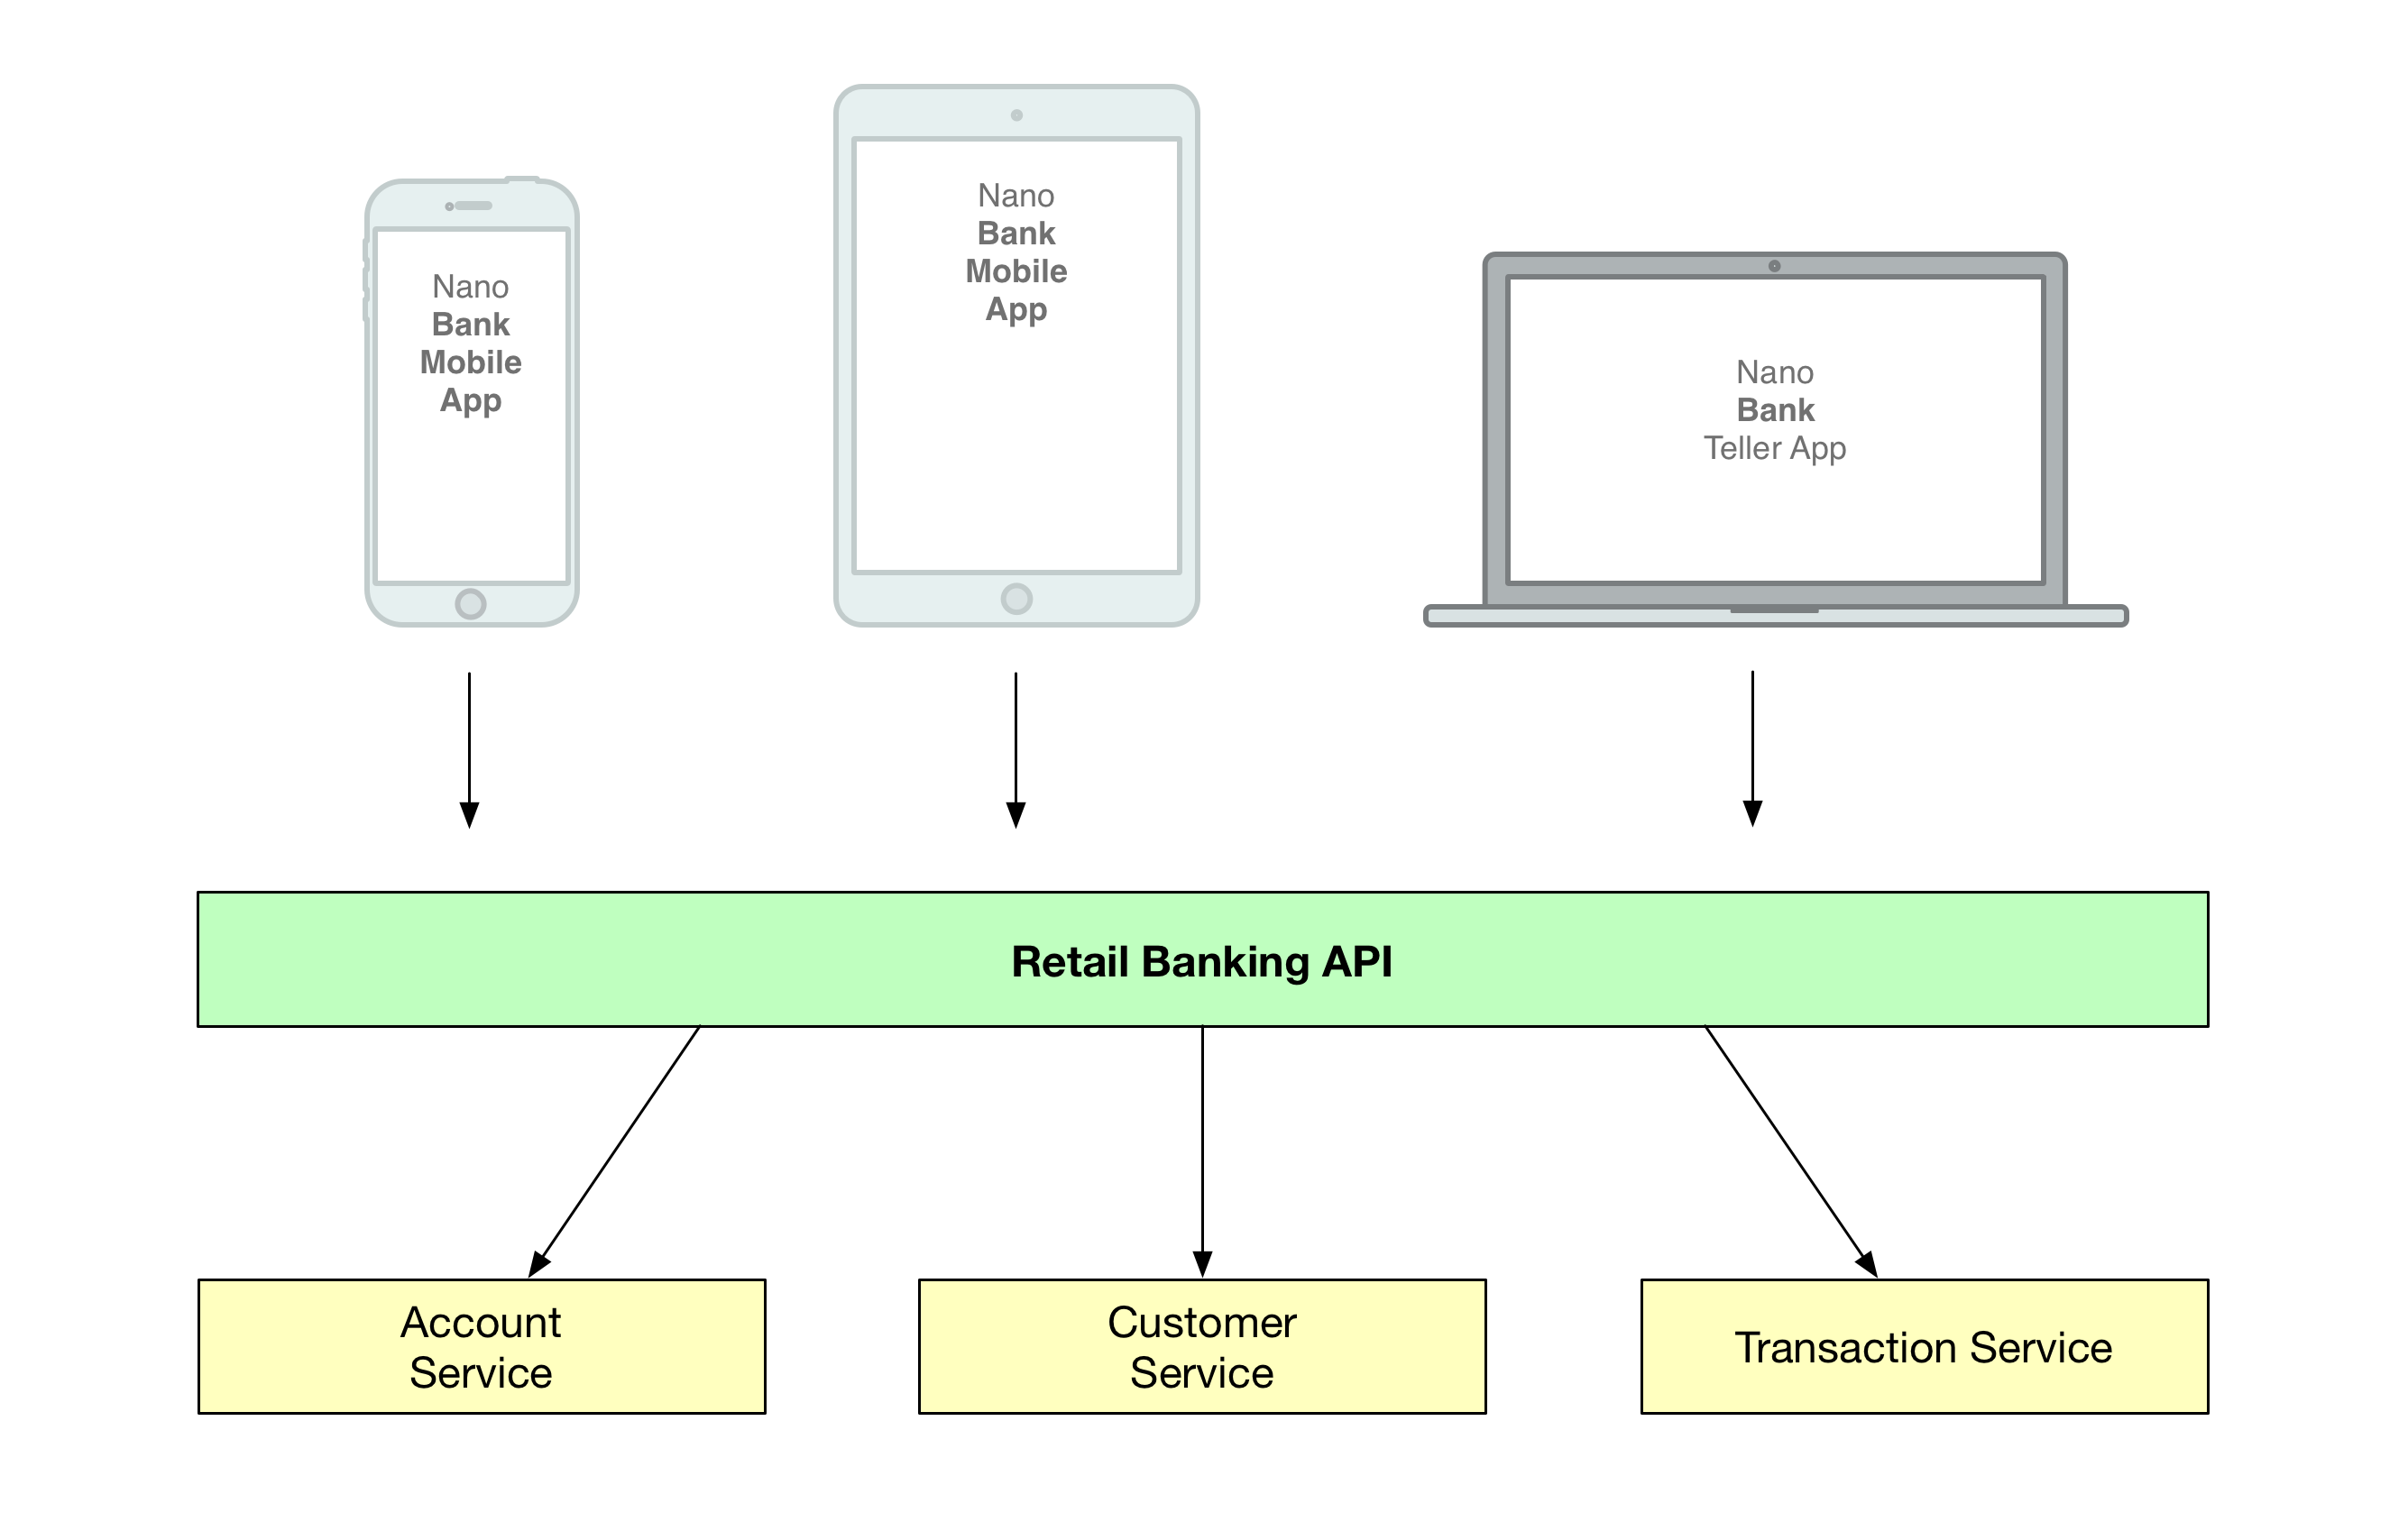 Nano
Bank
Mobile
App
Nano
Bank
Mobile
App
Nano
Bank
Teller App
Retail Banking API
Account
Service
Customer
Service
Transaction Service